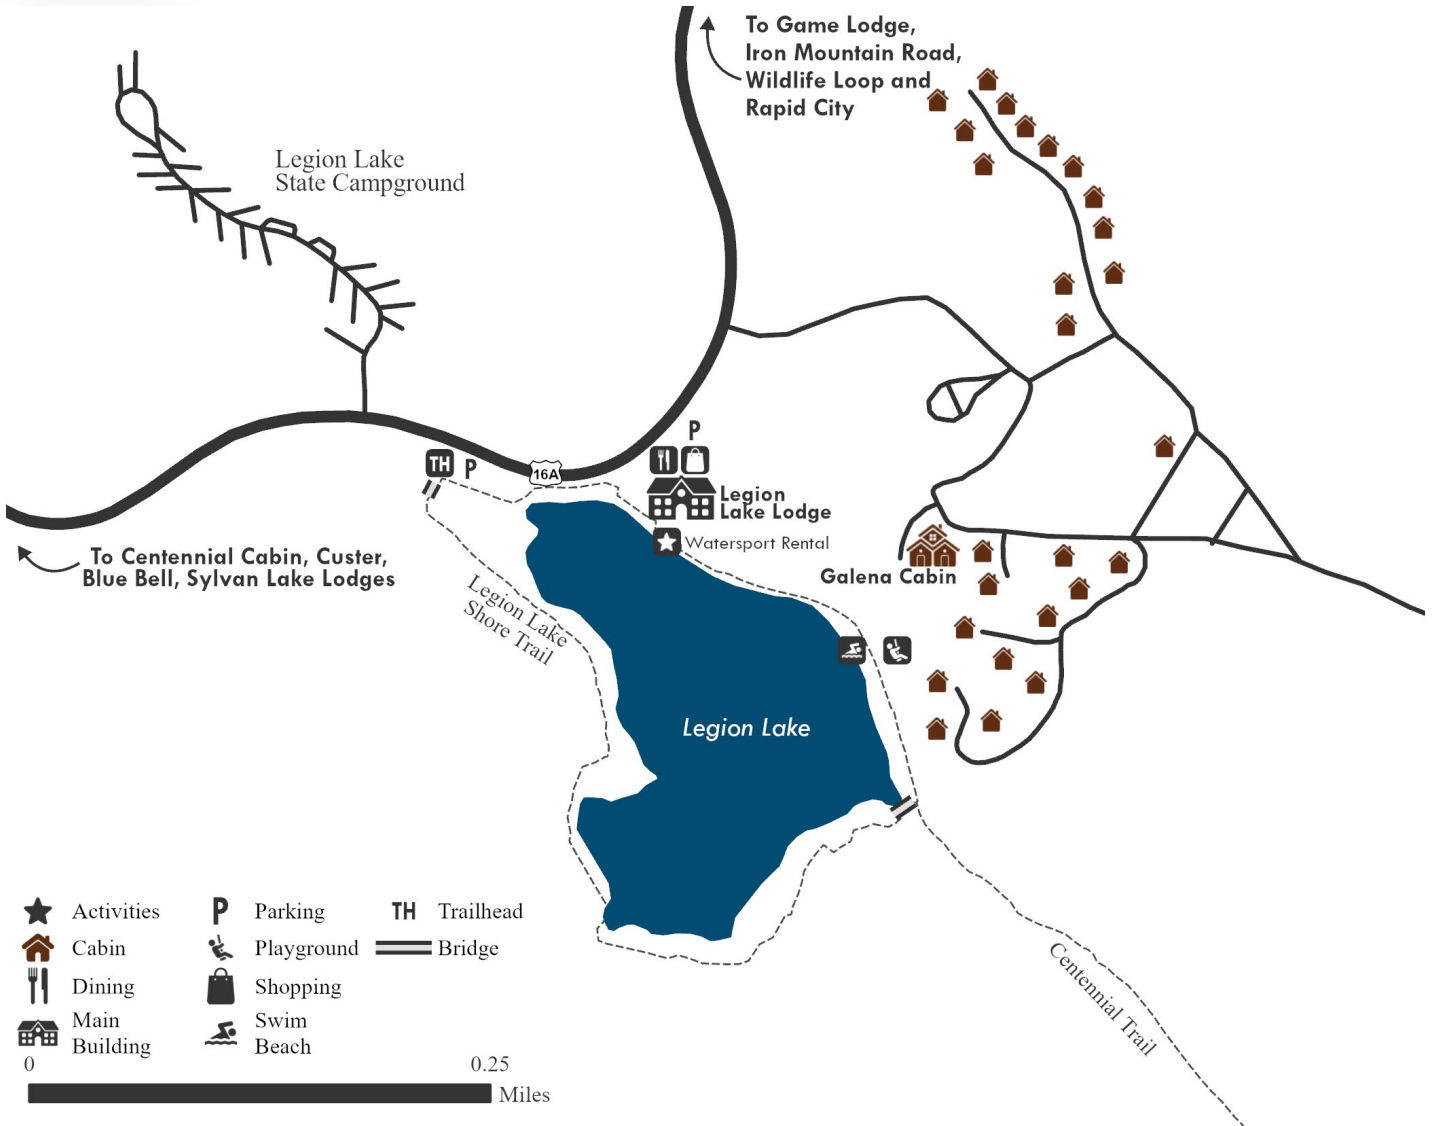 To Game Lodge,
Iron Mountain Road,
Wildlife Loop and
Rapid City
Legion Lake
State Campground
P
TH
P
16A
Legion
Lake Lodge
Watersport Rental
To Centennial Cabin, Custer,
Blue Bell, Sylvan Lake Lodges
Galena Cabin
Legion Lake
Shore Trail
Legion Lake
Activities
P Parking
TH Trailhead
Cabin
Playground
Bridge
Dining
Shopping
Main
Building
Swim
Beach
Centennial Trail
0 0.25
Miles